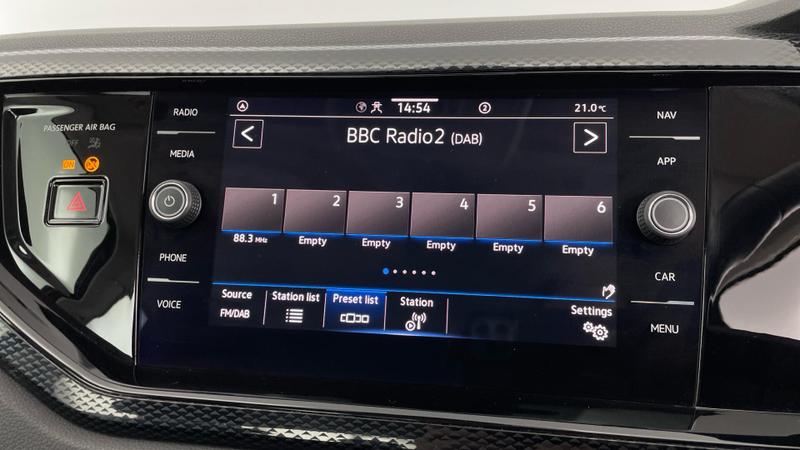 RADIO
MEDIA
PHONE
VOICE
PASSENGER AIR BAG
OFF
ON
14:54
2
21.0°C
BBC Radio2 (DAB)
1 2 3 4 5 6
88.3 MHz Empty Empty Empty Empty Empty
Source Station list Preset list Station Settings
FM/DAB
NAV
APP
CAR
MENU